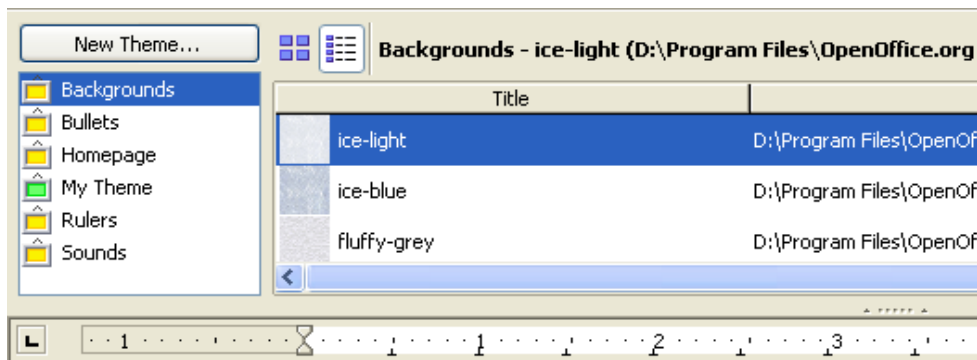 New Theme...
Backgrounds - ice-light (D:\Program Files\OpenOffice.org
Backgrounds
Bullets
Homepage
My Theme
Rulers
Sounds
Title
ice-light D:\Program Files\OpenOf
ice-blue D:\Program Files\OpenOf
fluffy-grey D:\Program Files\OpenOf
1 1 2 3